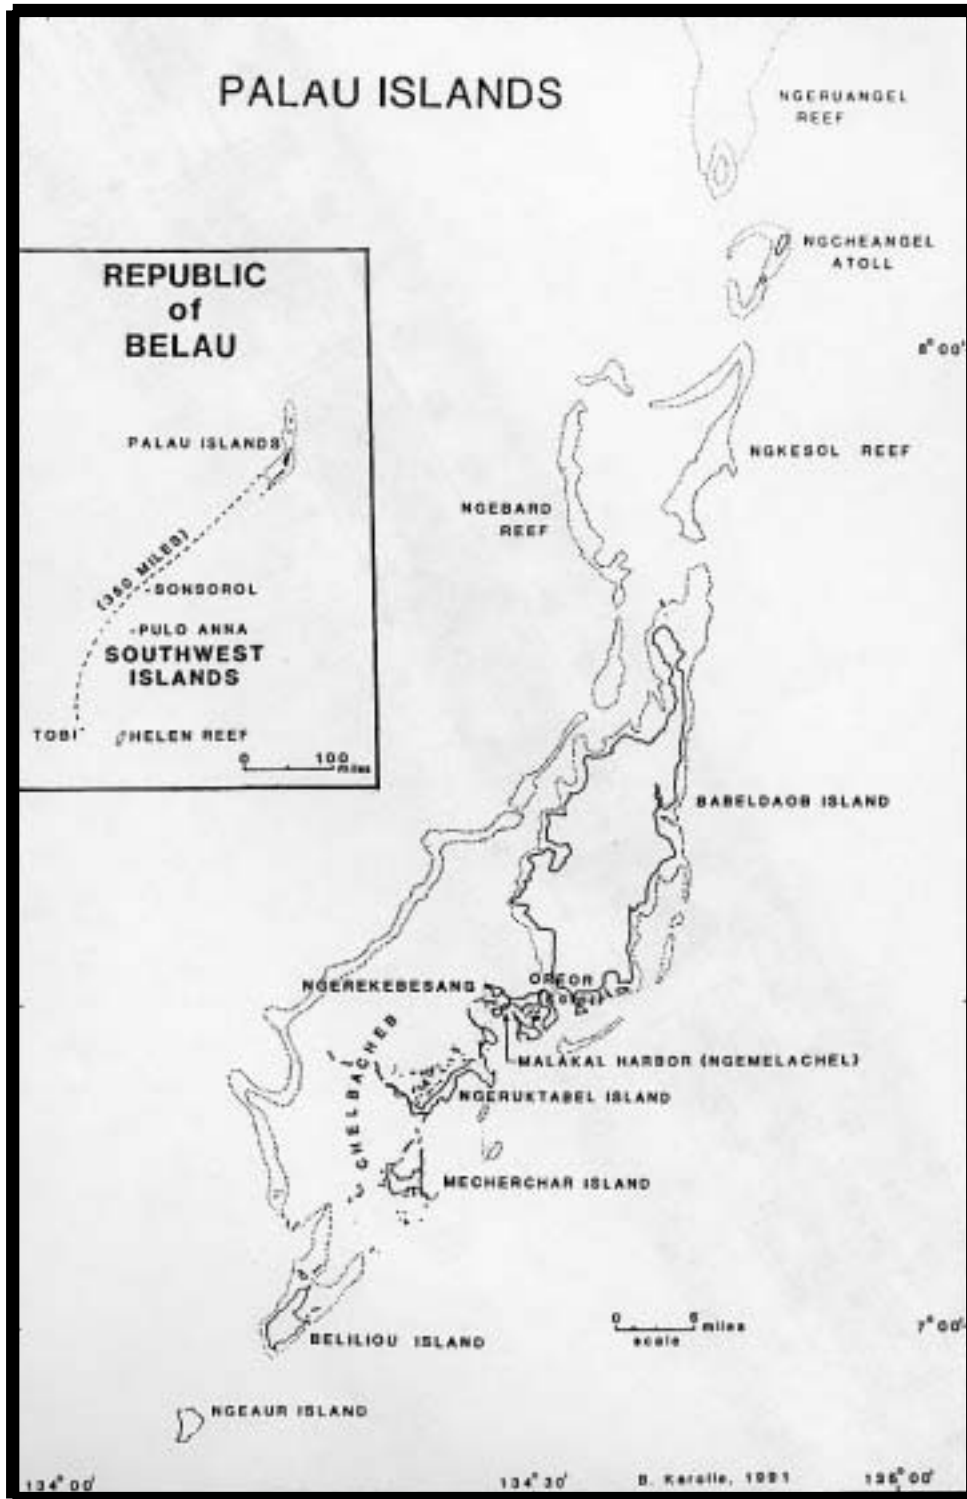 PALAU ISLANDS
NGERUANGEL
REEF
NGCHEANGEL
ATOLL
REPUBLIC
of
BELAU
8°00'
PALAU ISLANDS
NGKESOL REEF
NGEBARD
REEF
(350 MILES)
SONSOROL
PULO ANNA
SOUTHWEST
ISLANDS
TOBI
HELEN REEF
0 100
miles
BABELDAOB ISLAND
NGEREKEBESANG
OREOR
MALAKAL HARBOR (NGEMELACHEL)
CHELBACHEB
NGERUKTABEL ISLAND
MECHERCHAR ISLAND
miles
scale
7°00'
BELILIOU ISLAND
NGEAUR ISLAND
134°00'
134°30'
B. Karolle, 1991
135°00'